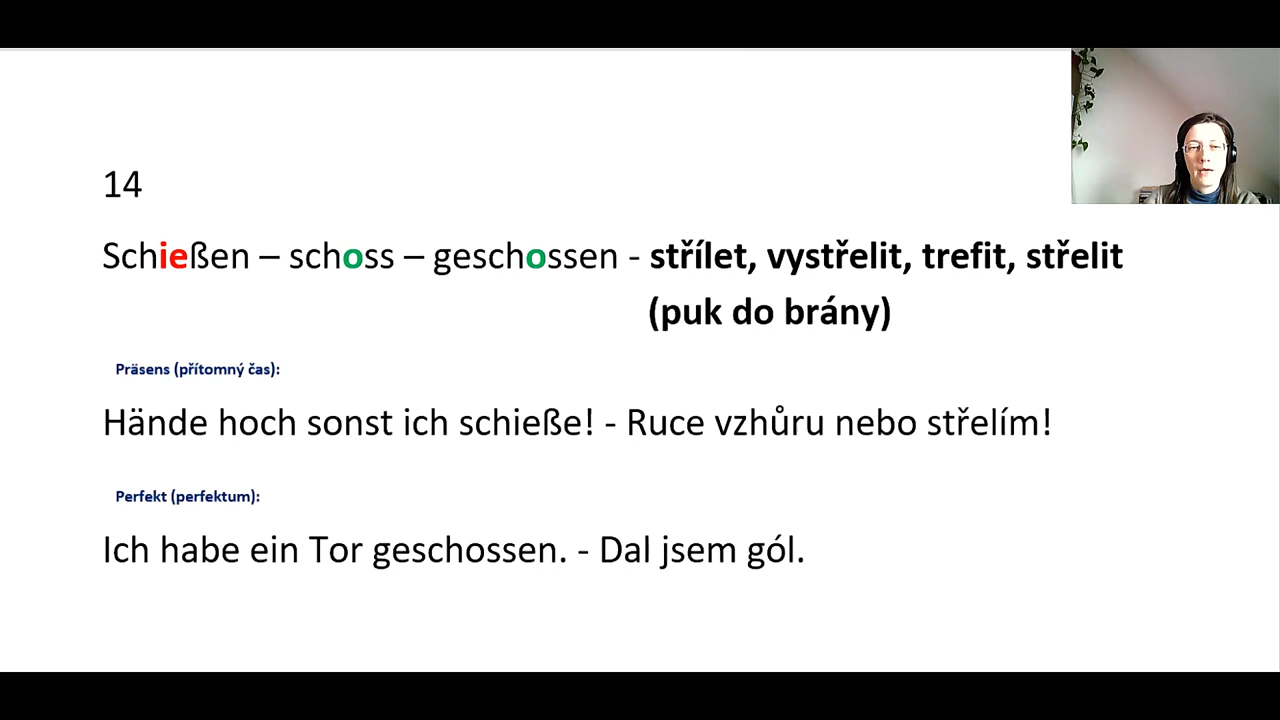 14
Schießen – schoss – geschossen - střílet, vystřelit, trefit, střelit
(puk do brány)
Präsens (přítomný čas):
Hände hoch sonst ich schieße! - Ruce vzhůru nebo střelím!
Perfekt (perfektum):
Ich habe ein Tor geschossen. - Dal jsem gól.